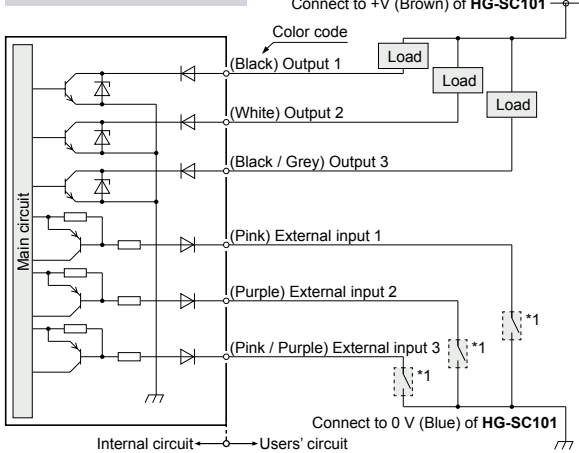 Connect to +V (Brown) of HG-SC101
Color code
(Black) Output 1
Load
(White) Output 2
Load
Load
(Black / Grey) Output 3
Main circuit
(Pink) External input 1
(Purple) External input 2
*1
(Pink / Purple) External input 3
*1
*1
Connect to 0 V (Blue) of HG-SC101
Internal circuit
Users' circuit